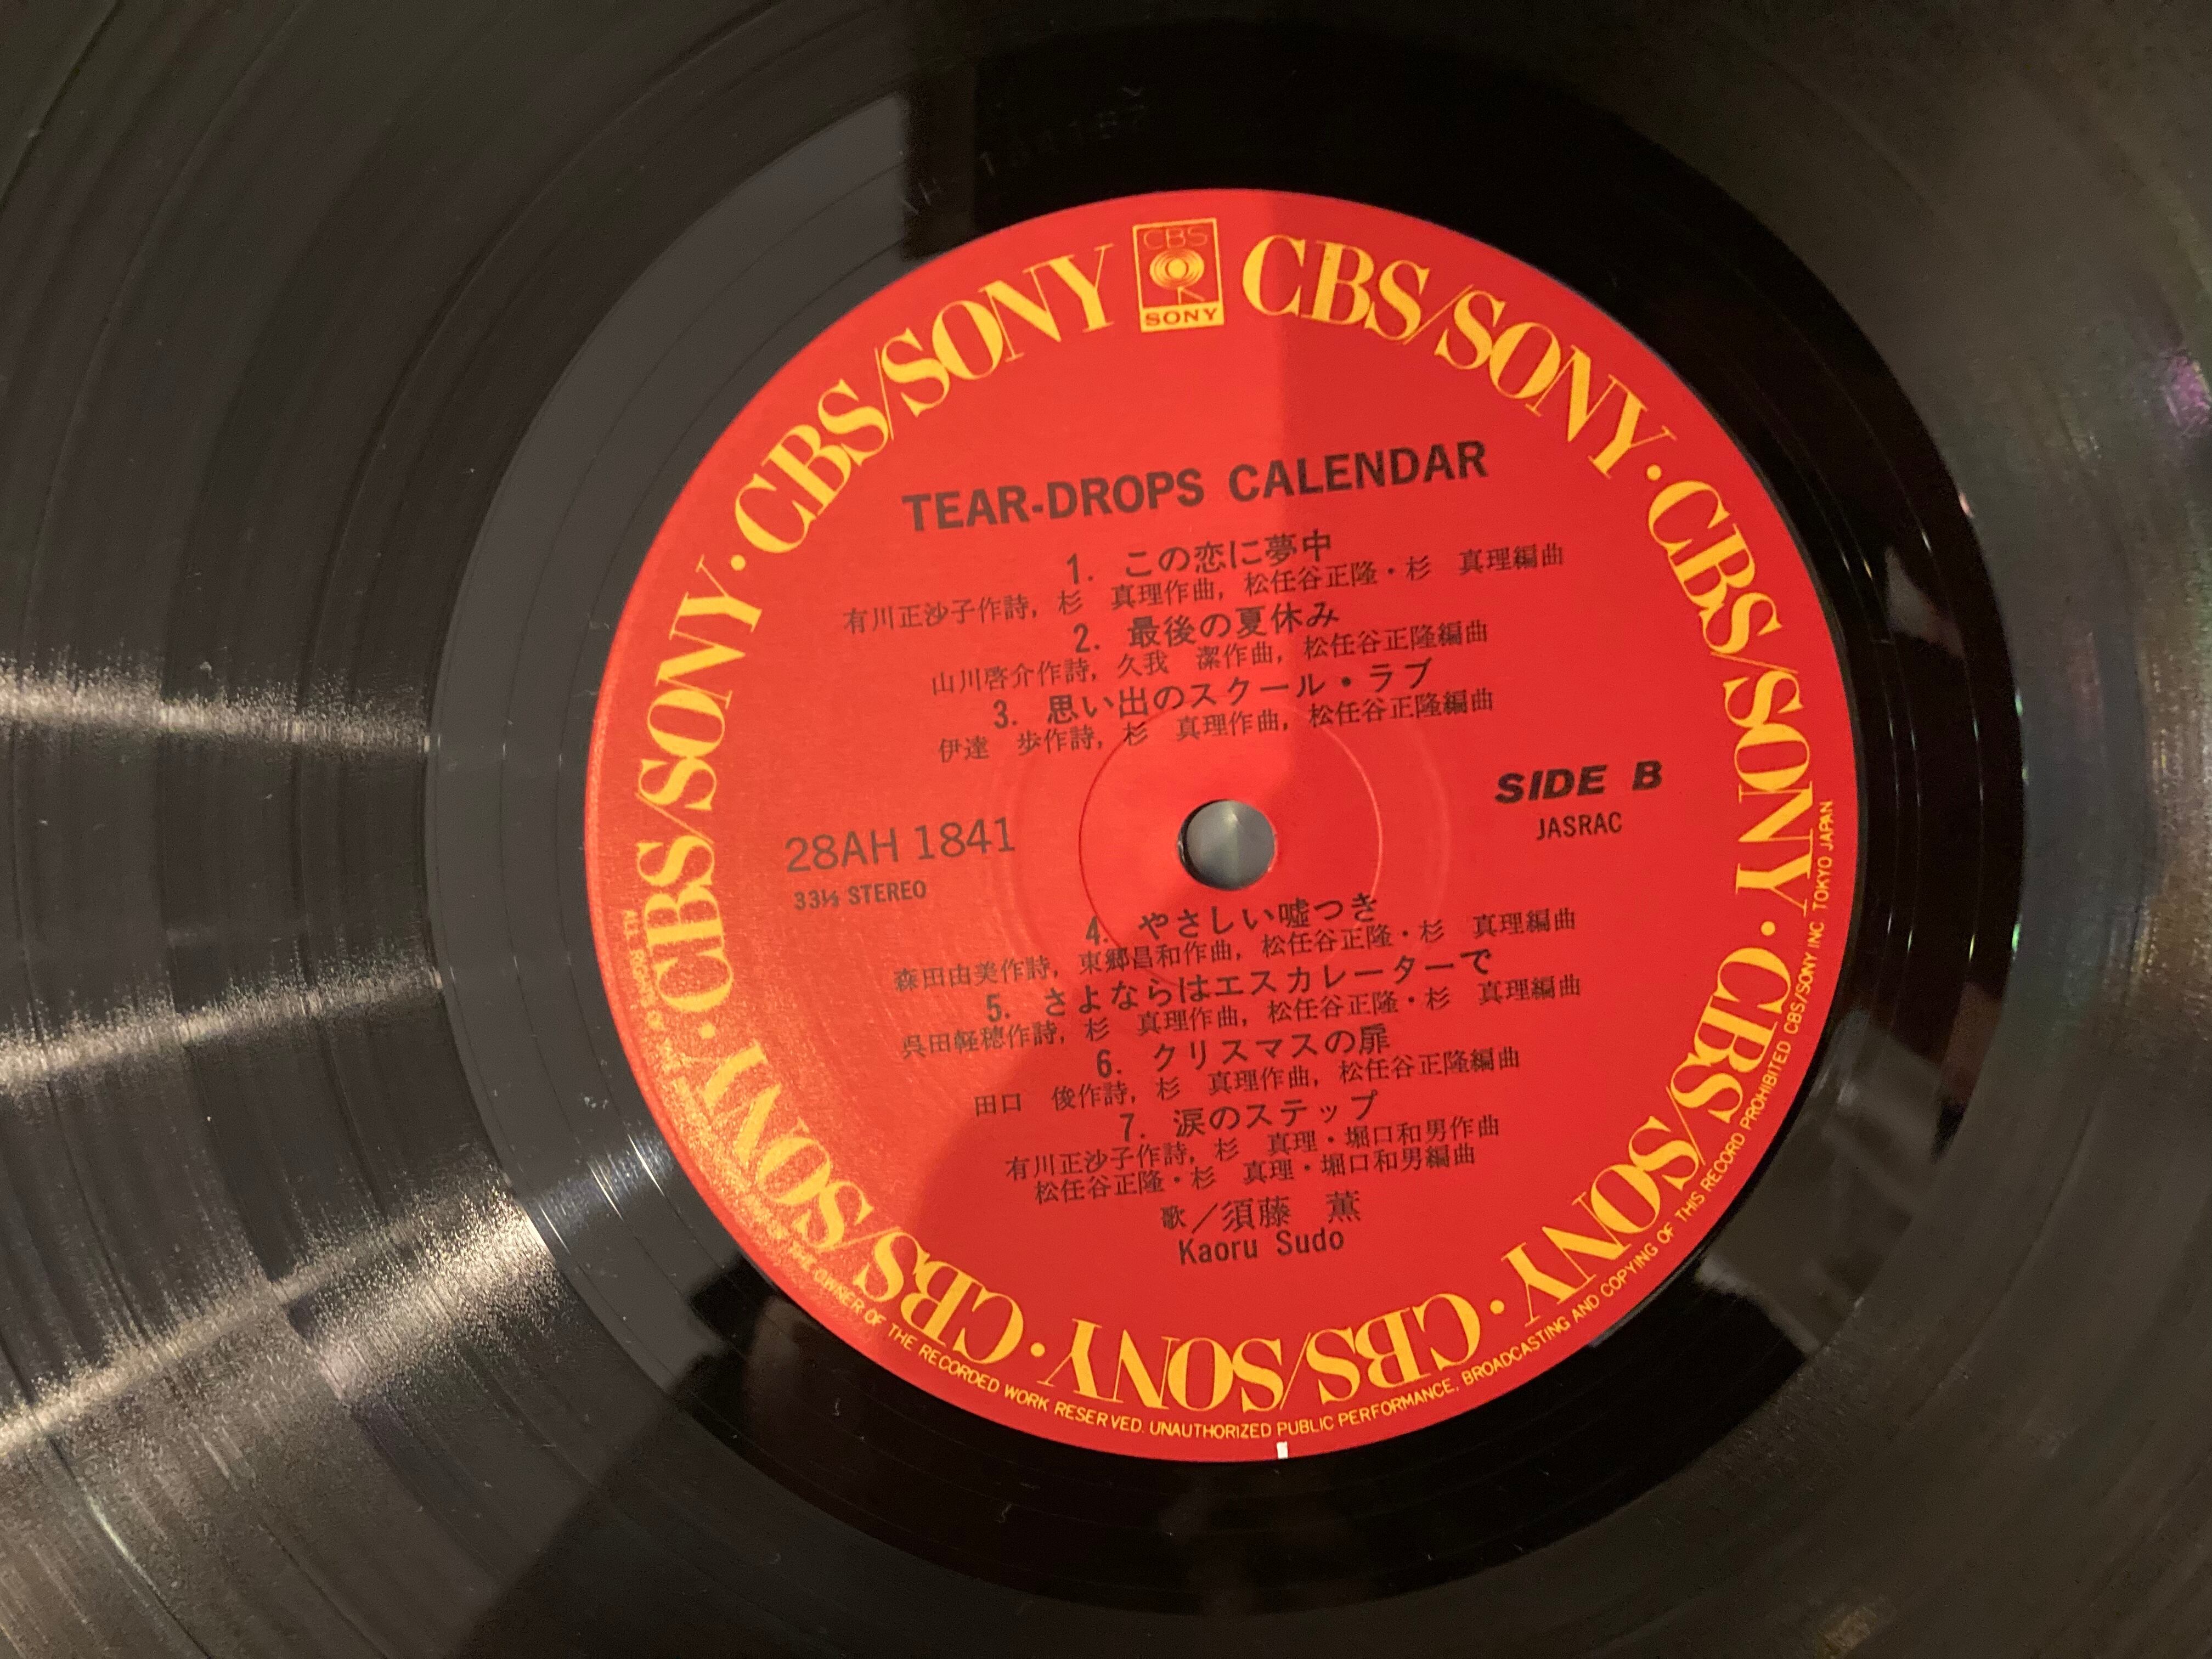 CBS
SONY
CBS/SONY · CBS/SONY · CBS/SONY · CBS/SONY · CBS/SONY · CBS/SONY · CBS/SONY · CBS/SONY · CBS/SONY
TEAR-DROPS CALENDAR
1. この恋に夢中
有川正沙子作詩, 杉 真理作曲, 松任谷正隆・杉 真理編曲
2. 最後の夏休み
山川啓介作詩, 久我 潔作曲, 松任谷正隆編曲
3. 思い出のスクール・ラブ
伊達 歩作詩, 杉 真理作曲, 松任谷正隆編曲
SIDE B
JASRAC
28AH 1841
33⅓ STEREO
4. やさしい嘘つき
森田由美作詩, 東郷昌和作曲, 松任谷正隆・杉 真理編曲
5. さよならはエスカレーターで
呉田軽穂作詩, 杉 真理作曲, 松任谷正隆・杉 真理編曲
6. クリスマスの扉
田口 俊作詩, 杉 真理作曲, 松任谷正隆編曲
7. 涙のステップ
有川正沙子作詩, 杉 真理・堀口和男作曲
松任谷正隆・杉 真理・堀口和男編曲
歌／須藤 薫
Kaoru Sudo
ALL OWNER OF THE RECORDED WORK RESERVED. UNAUTHORIZED PUBLIC PERFORMANCE, BROADCASTING AND COPYING OF THIS RECORD PROHIBITED CBS/SONY INC. TOKYO JAPAN